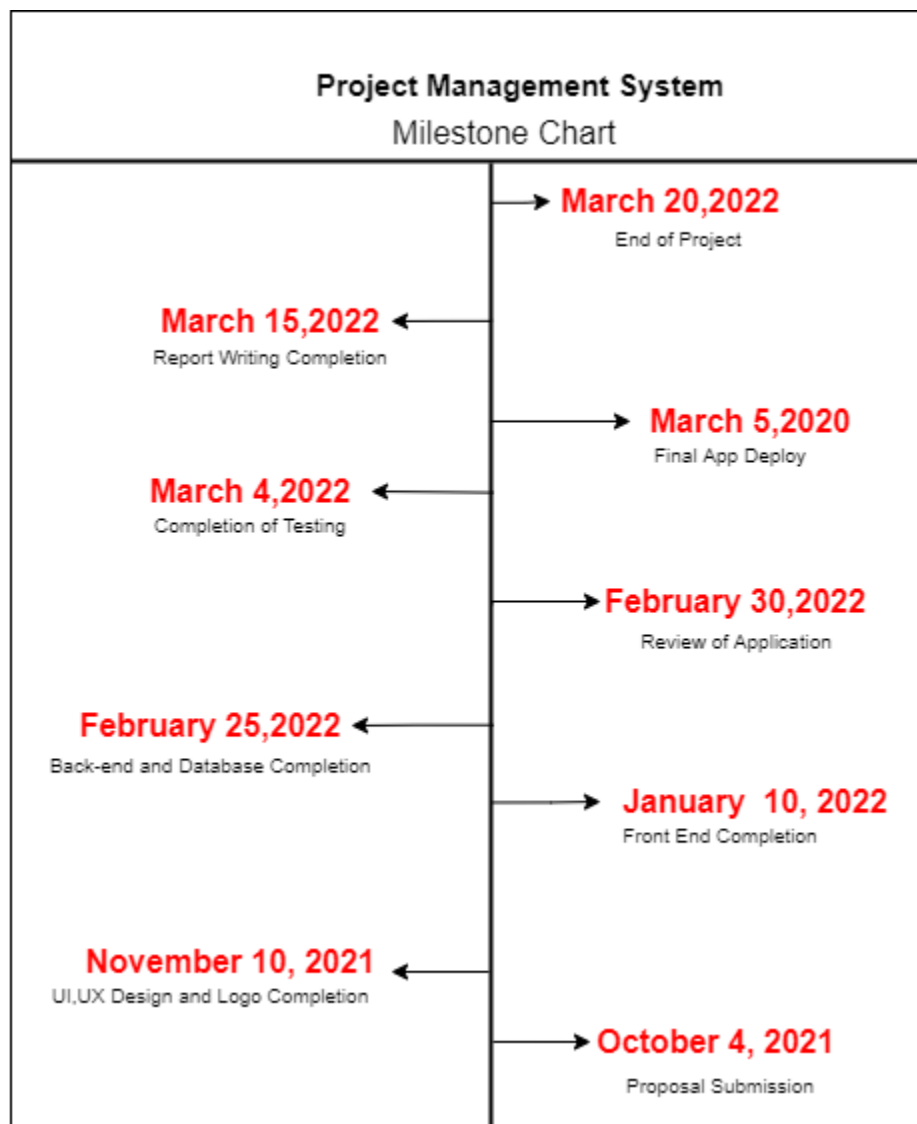 Project Management System
Milestone Chart
March 20,2022
End of Project
March 15,2022
Report Writing Completion
March 5,2020
Final App Deploy
March 4,2022
Completion of Testing
February 30,2022
Review of Application
February 25,2022
Back-end and Database Completion
January  10, 2022
Front End Completion
November 10, 2021
UI,UX Design and Logo Completion
October 4, 2021
Proposal Submission